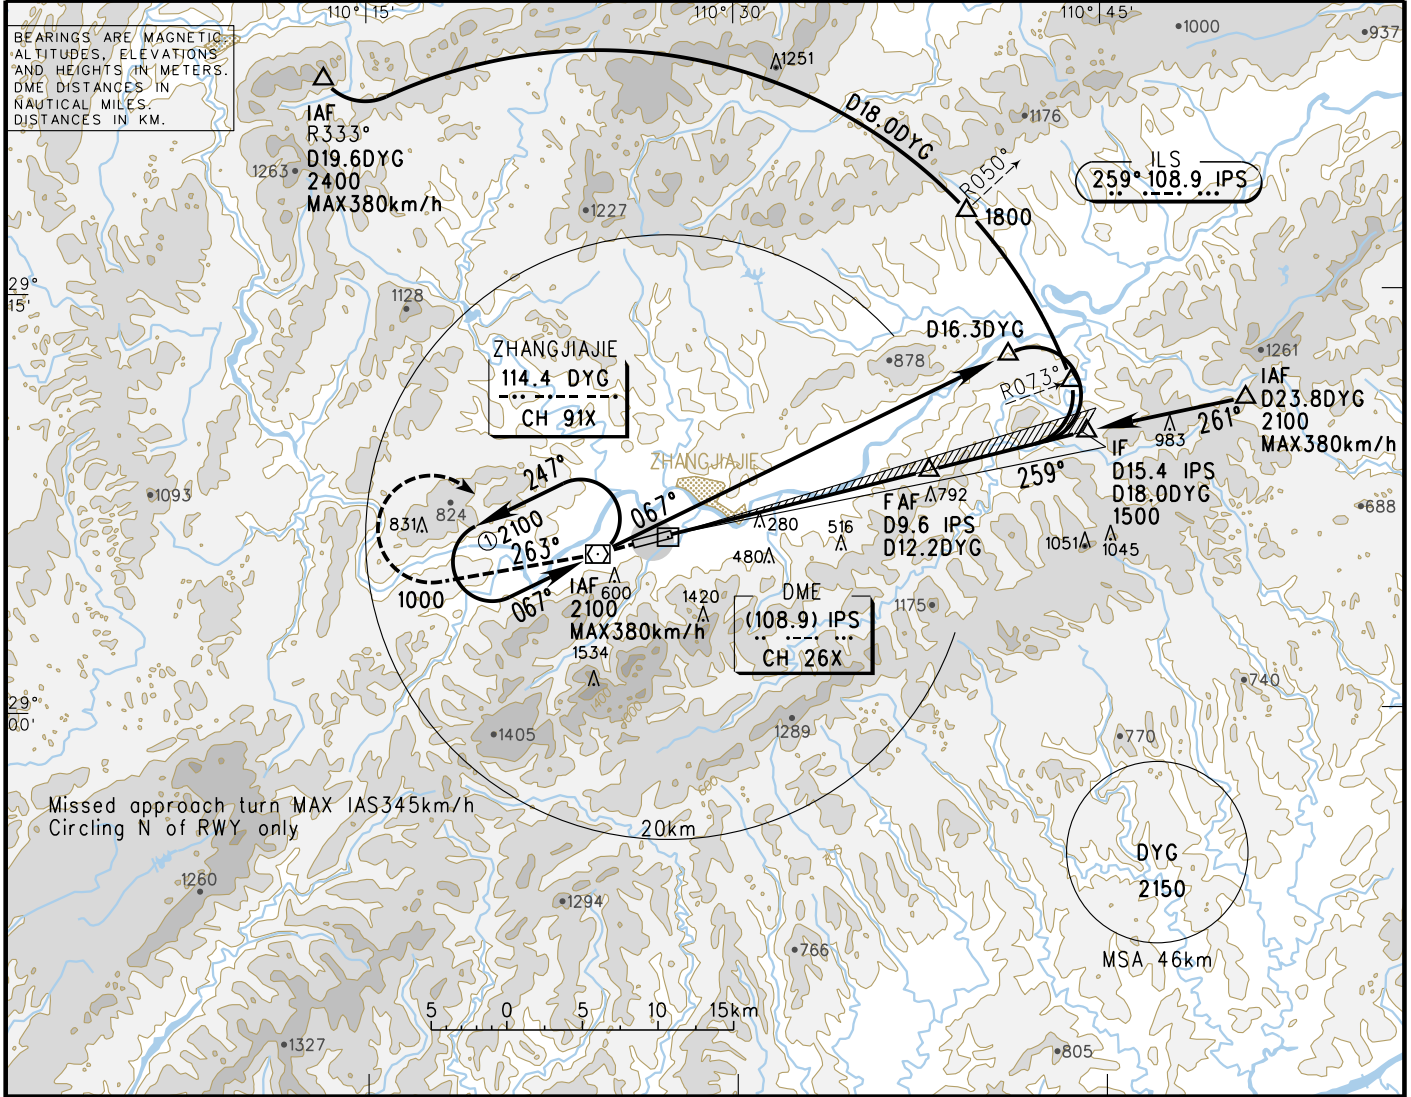 110° 15'
110° 30'
110° 45'
BEARINGS ARE MAGNETIC
ALTITUDES, ELEVATIONS
AND HEIGHTS IN METERS.
DME DISTANCES IN
NAUTICAL MILES.
DISTANCES IN KM.
1000
937
1251
1176
IAF
R333°
D19.6DYG
2400
MAX380km/h
1263
1227
D18.0DYG
R050°
1800
ILS
259° 108.9 IPS
29°
15'
1128
ZHANGJIAJIE
114.4 DYG
CH 91X
D16.3DYG
878
R073°
1261
IAF
D23.8DYG
2100
MAX380km/h
261°
983
IF
D15.4 IPS
D18.0DYG
1500
259°
ZHANGJIAJIE
247°
067°
1093
831
824
① 2100
263°
067°
1000
IAF
2100
MAX380km/h
600
1534
1420
280
480
516
FAF
D9.6 IPS
D12.2DYG
792
688
1051
1045
DME
(108.9) IPS
CH 26X
1175
29°
00'
1400
1000
1405
1289
740
770
600
Missed approach turn MAX IAS345km/h
Circling N of RWY only
20km
1260
1294
766
DYG
2150
MSA 46km
5 0 5 10 15km
1327
805